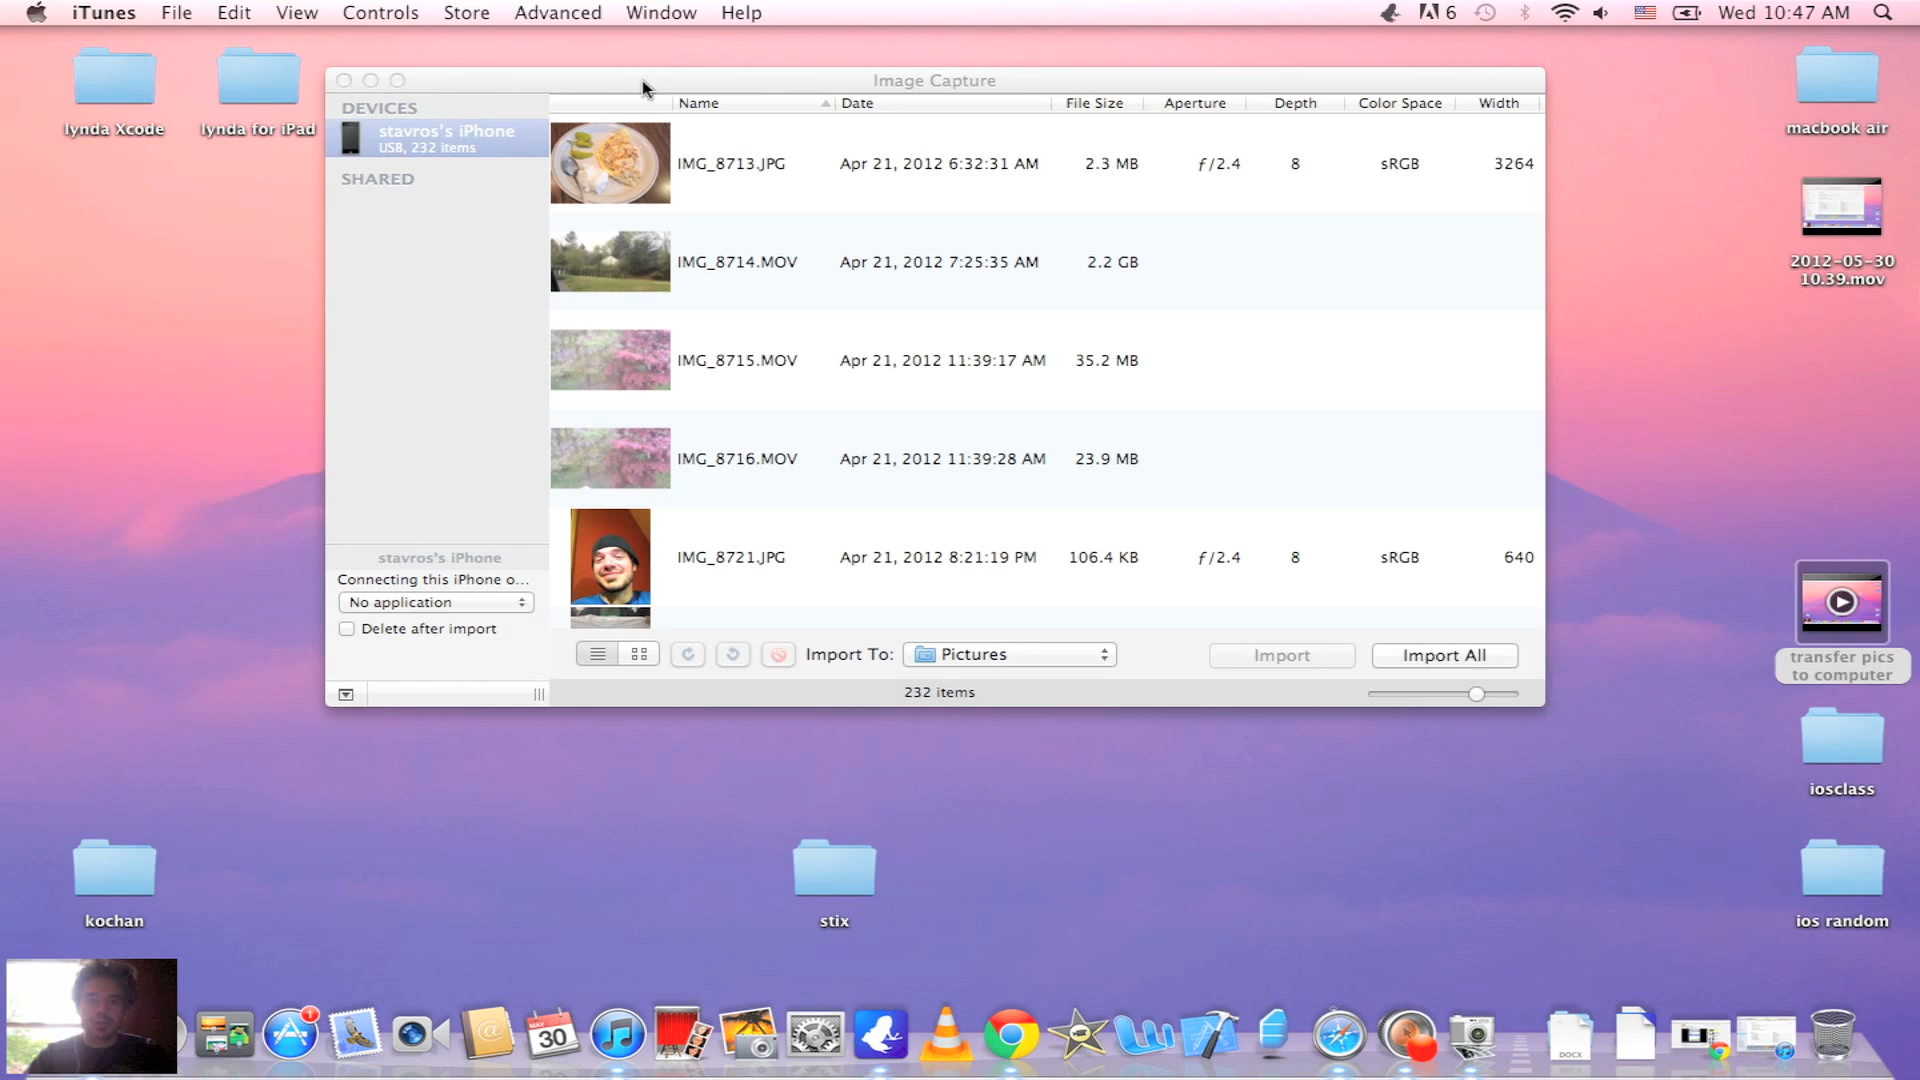 iTunes File Edit View Controls Store Advanced Window Help 6 Wed 10:47 AM
lynda Xcode
lynda for iPad
macbook air
2012-05-30
10.39.mov
transfer pics
to computer
iosclass
ios random
kochan
stix
Image Capture
DEVICES
stavros's iPhone
USB, 232 items
SHARED
Name Date File Size Aperture Depth Color Space Width
IMG_8713.JPG Apr 21, 2012 6:32:31 AM 2.3 MB ƒ/2.4 8 sRGB 3264
IMG_8714.MOV Apr 21, 2012 7:25:35 AM 2.2 GB
IMG_8715.MOV Apr 21, 2012 11:39:17 AM 35.2 MB
IMG_8716.MOV Apr 21, 2012 11:39:28 AM 23.9 MB
IMG_8721.JPG Apr 21, 2012 8:21:19 PM 106.4 KB ƒ/2.4 8 sRGB 640
stavros's iPhone
Connecting this iPhone o...
No application
Delete after import
Import To: Pictures Import Import All
232 items
1
MAY
30
DOCX